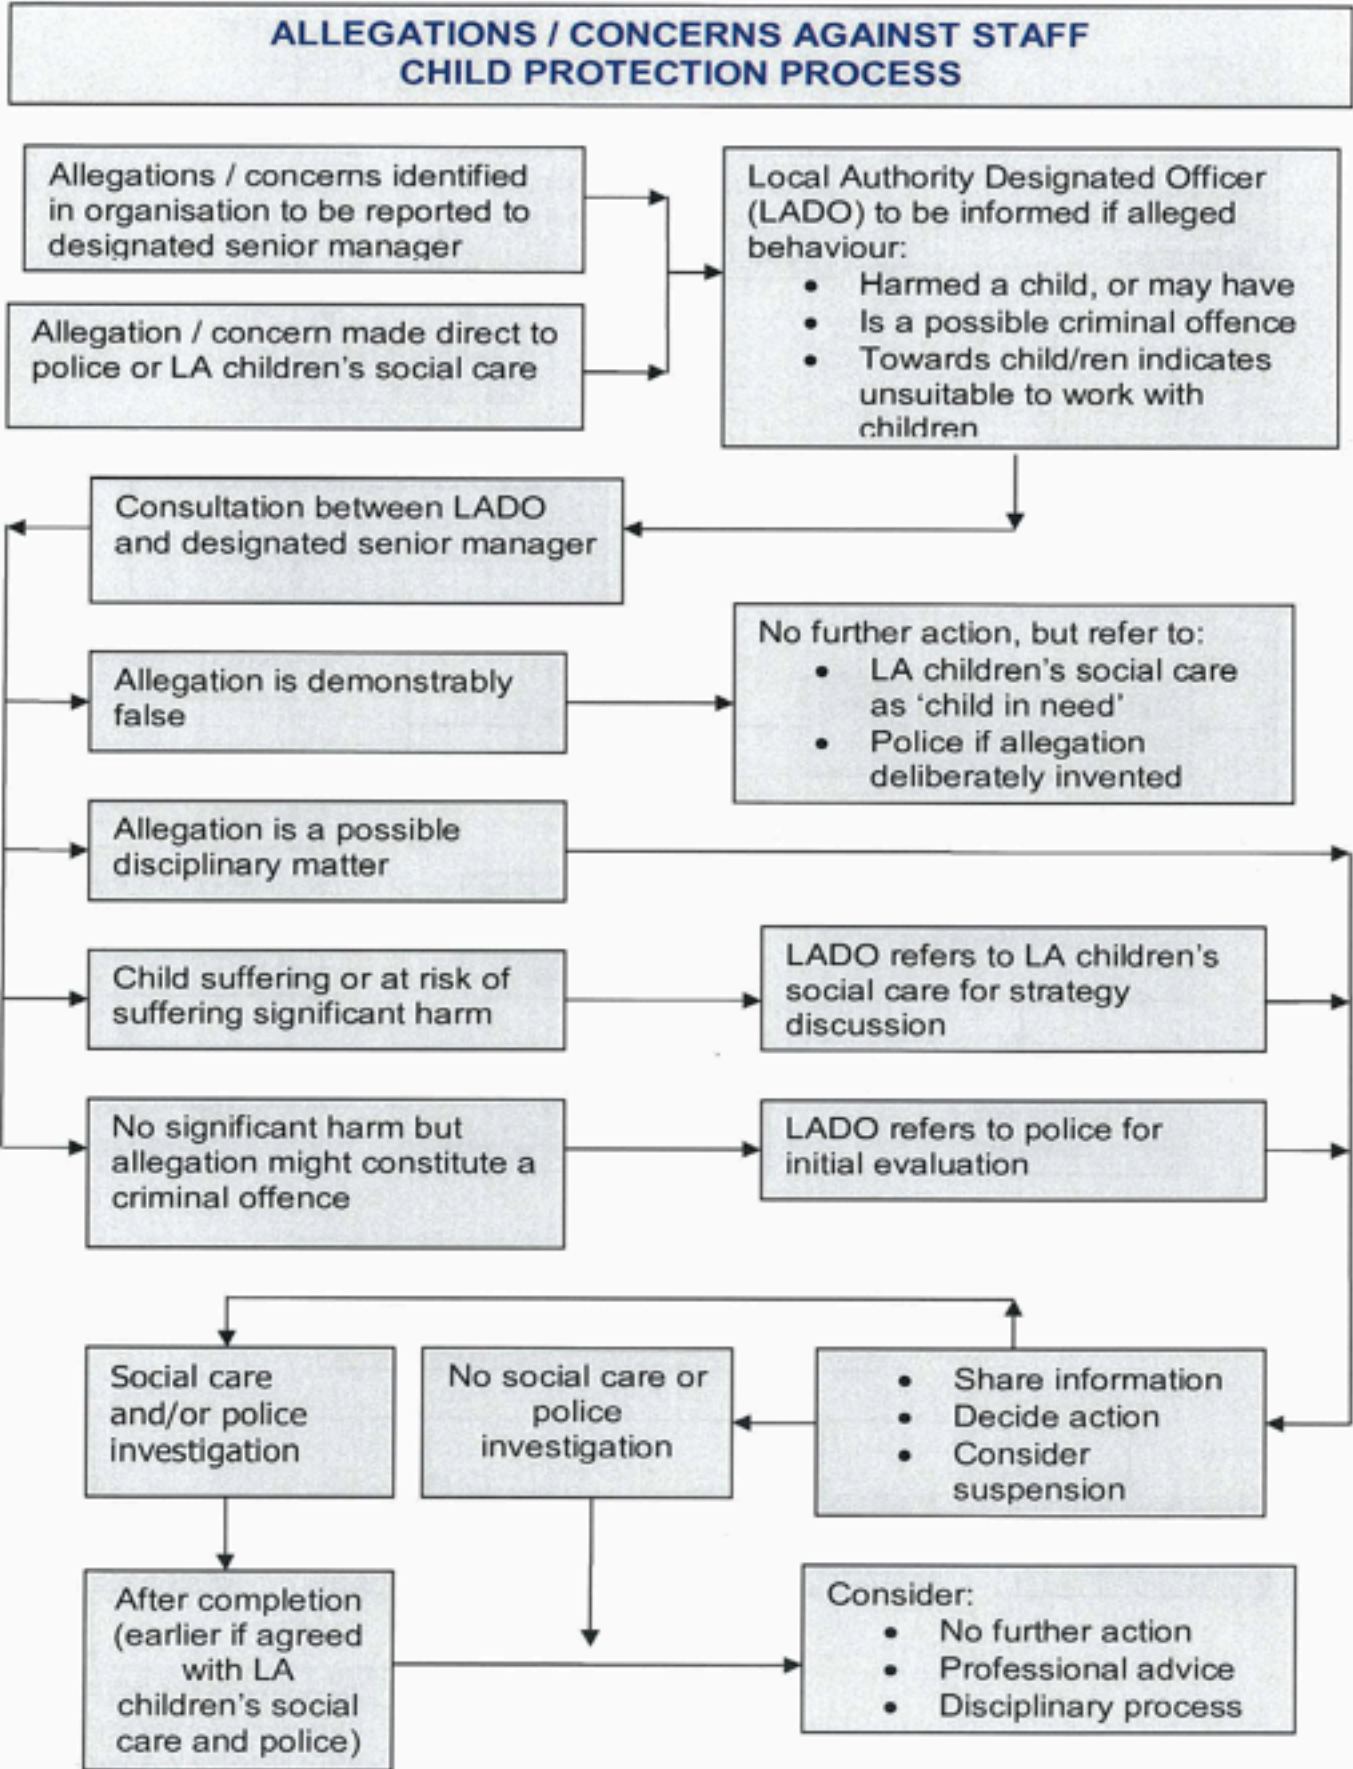 ALLEGATIONS / CONCERNS AGAINST STAFF
CHILD PROTECTION PROCESS
Allegations / concerns identified
in organisation to be reported to
designated senior manager
Allegation / concern made direct to
police or LA children's social care
Local Authority Designated Officer
(LADO) to be informed if alleged
behaviour:
• Harmed a child, or may have
• Is a possible criminal offence
• Towards child/ren indicates
unsuitable to work with
children
Consultation between LADO
and designated senior manager
Allegation is demonstrably
false
No further action, but refer to:
• LA children's social care
as ‘child in need’
• Police if allegation
deliberately invented
Allegation is a possible
disciplinary matter
Child suffering or at risk of
suffering significant harm
LADO refers to LA children's
social care for strategy
discussion
No significant harm but
allegation might constitute a
criminal offence
LADO refers to police for
initial evaluation
Social care
and/or police
investigation
No social care or
police
investigation
• Share information
• Decide action
• Consider
suspension
After completion
(earlier if agreed
with LA
children's social
care and police)
Consider:
• No further action
• Professional advice
• Disciplinary process